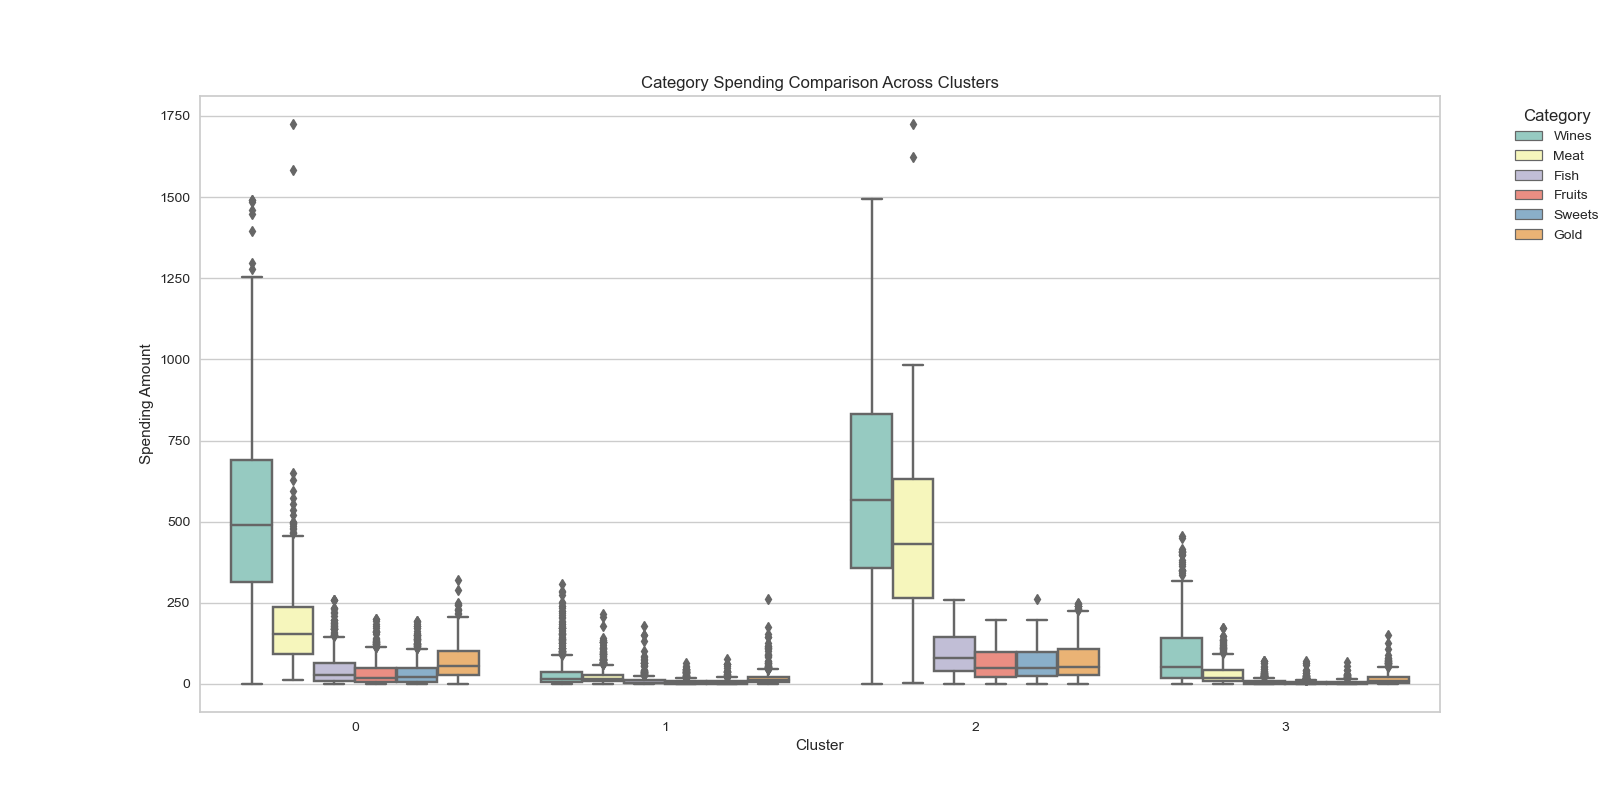 Category Spending Comparison Across Clusters
Category
Wines
Meat
Fish
Fruits
Sweets
Gold
Spending Amount
1750
1500
1250
1000
750
500
250
0
0 1 2 3
Cluster